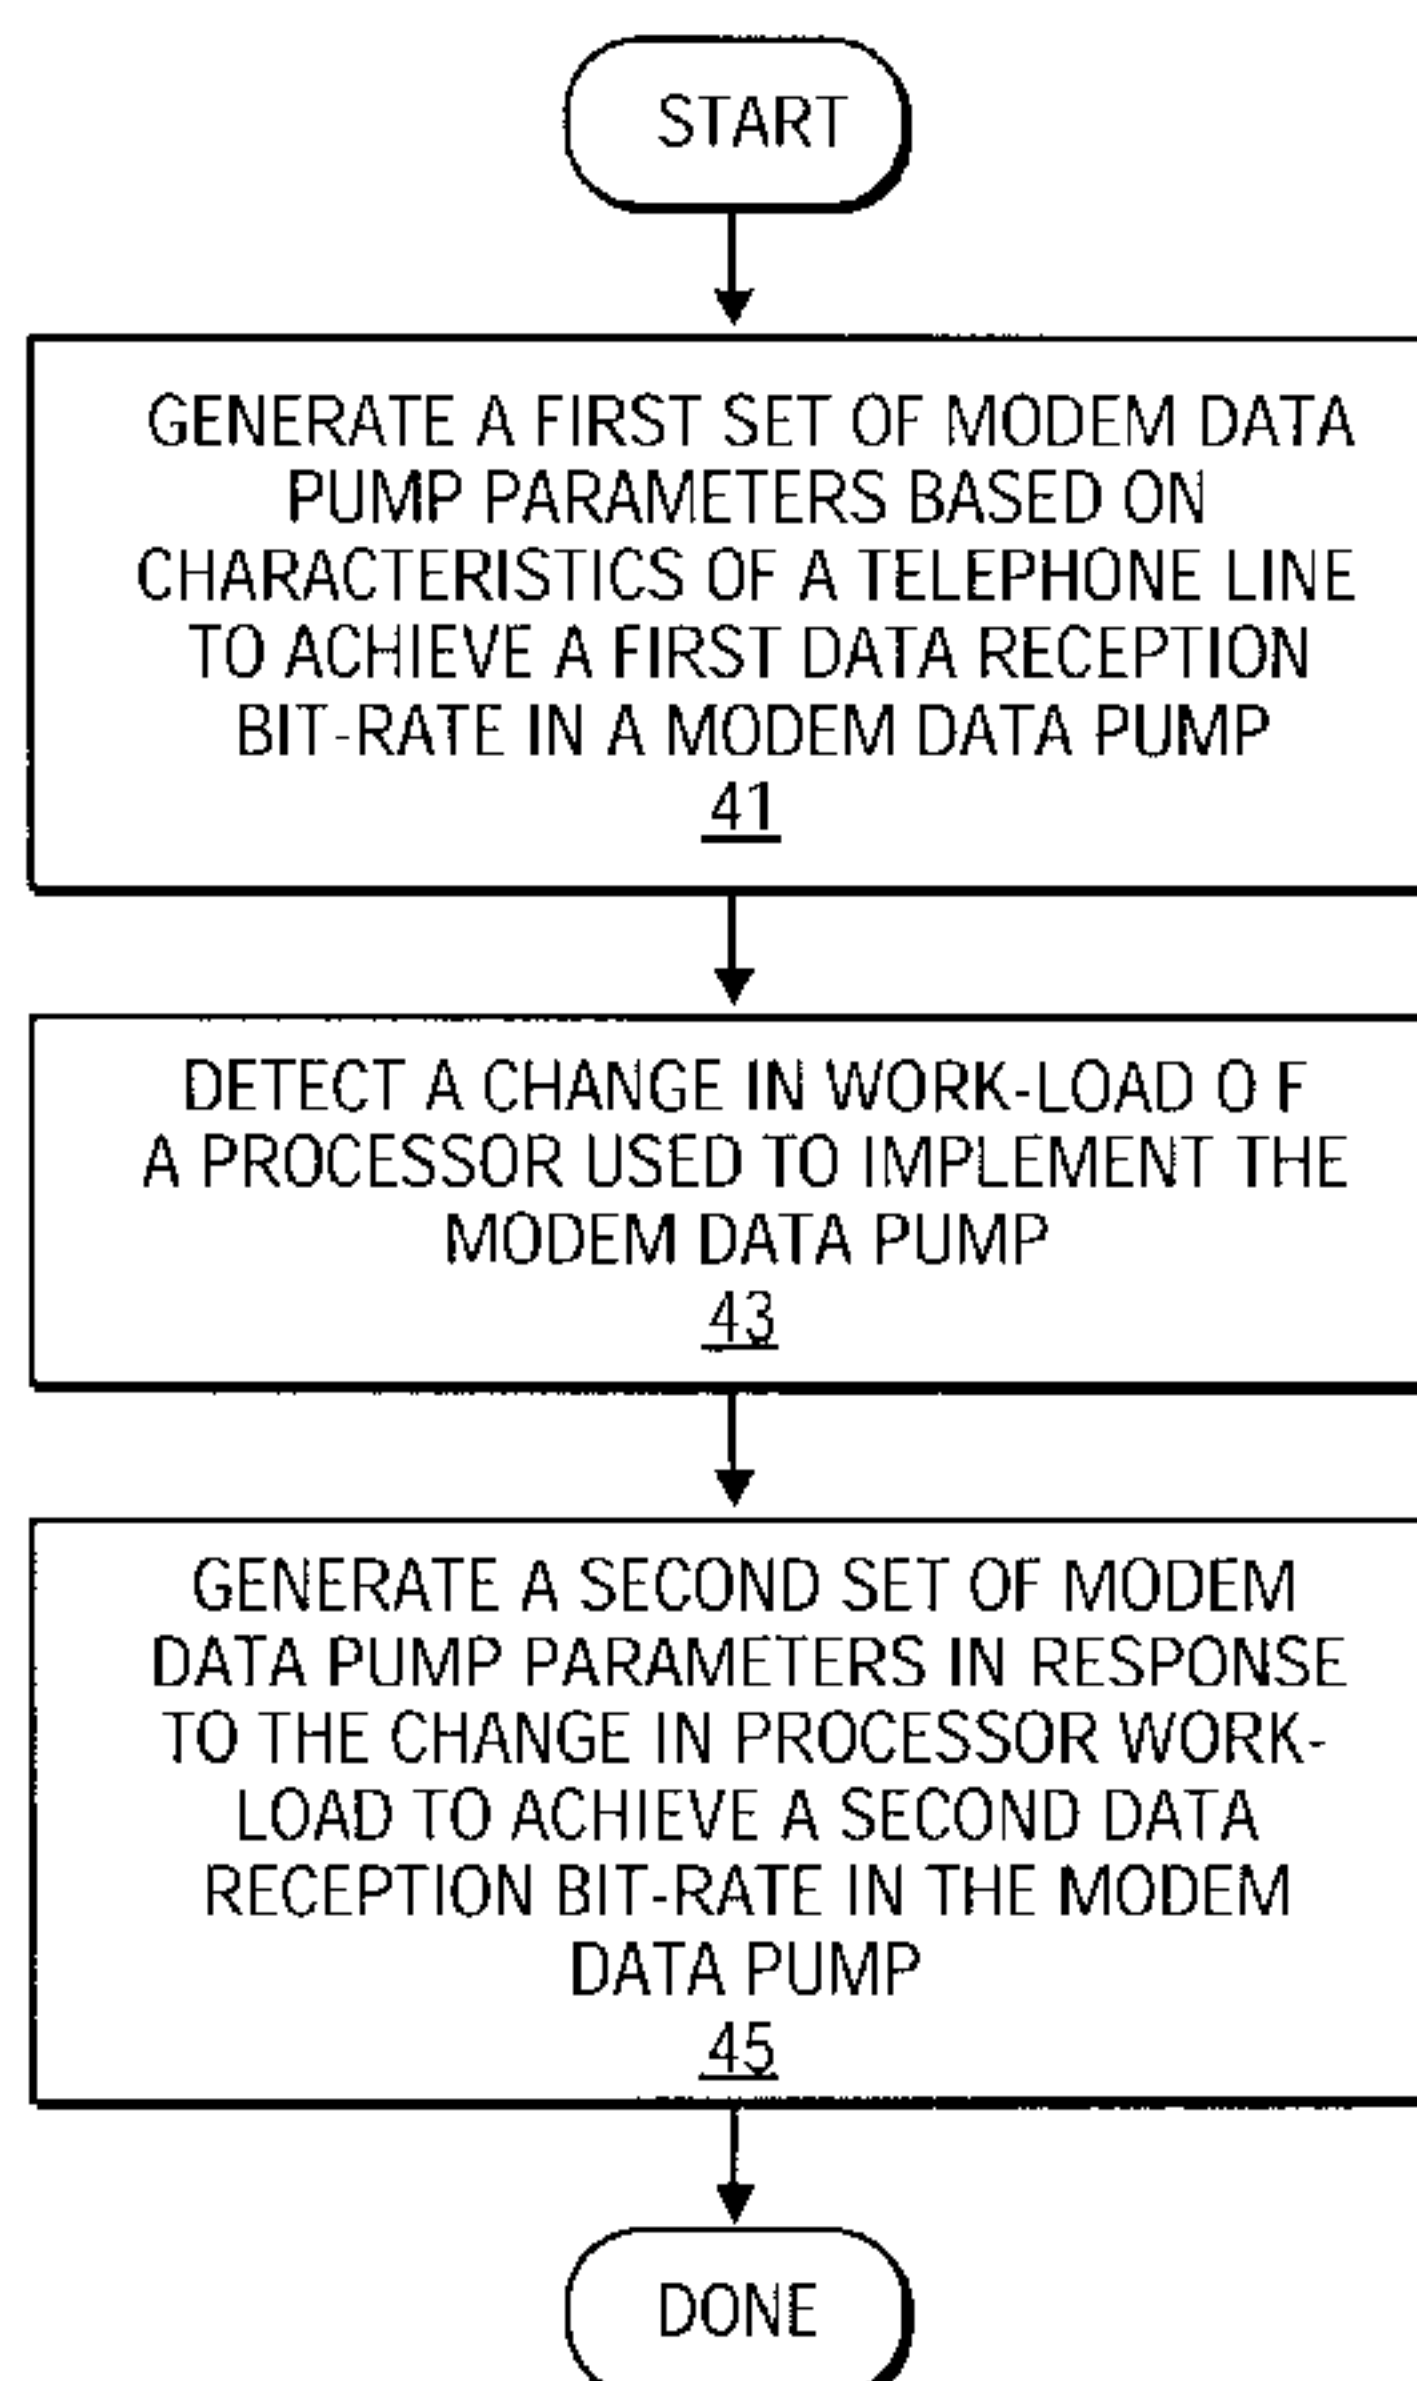 START
GENERATE A FIRST SET OF MODEM DATA
PUMP PARAMETERS BASED ON
CHARACTERISTICS OF A TELEPHONE LINE
TO ACHIEVE A FIRST DATA RECEPTION
BIT-RATE IN A MODEM DATA PUMP
41
DETECT A CHANGE IN WORK-LOAD O F
A PROCESSOR USED TO IMPLEMENT THE
MODEM DATA PUMP
43
GENERATE A SECOND SET OF MODEM
DATA PUMP PARAMETERS IN RESPONSE
TO THE CHANGE IN PROCESSOR WORK-
LOAD TO ACHIEVE A SECOND DATA
RECEPTION BIT-RATE IN THE MODEM
DATA PUMP
45
DONE